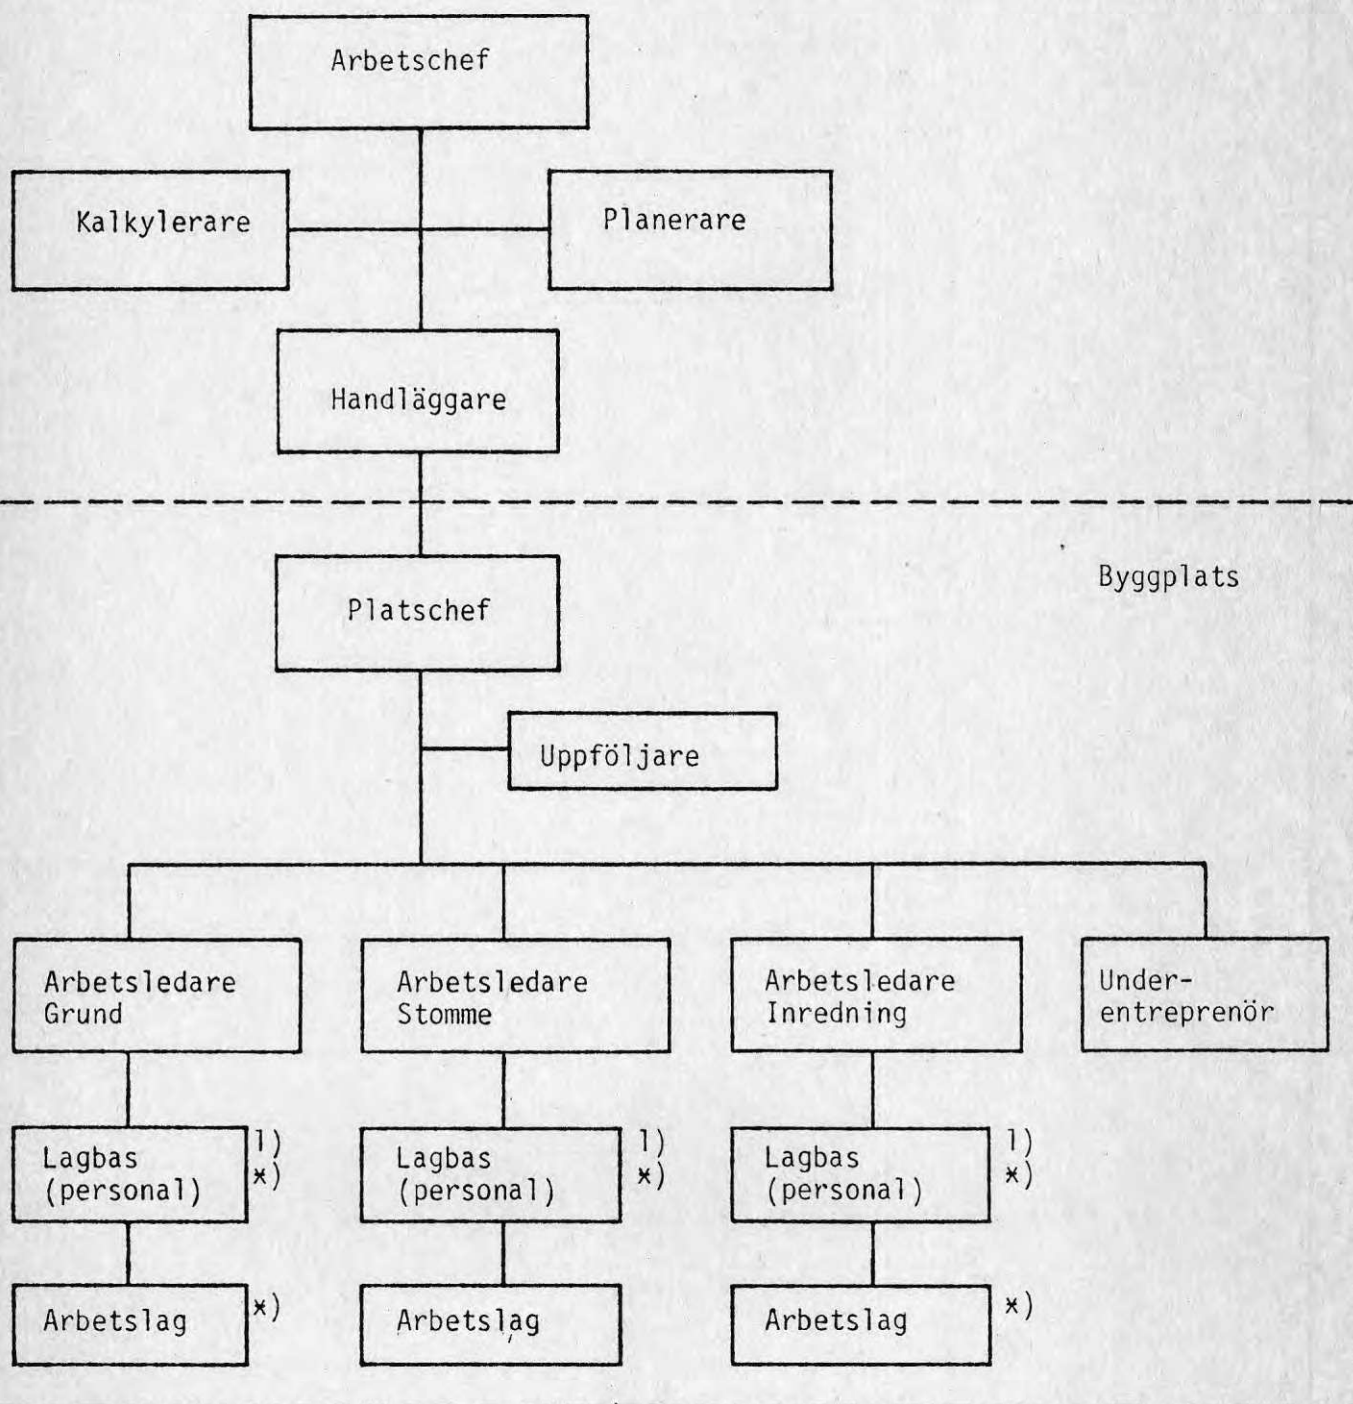 Arbetschef
Kalkylerare
Planerare
Handläggare
Byggplats
Platschef
Uppföljare
Arbetsledare
Grund
Arbetsledare
Stomme
Arbetsledare
Inredning
Under-
entreprenör
Lagbas
(personal)
1)
*)
Lagbas
(personal)
1)
*)
Lagbas
(personal)
1)
*)
Arbetslag
*)
Arbetslag
Arbetslag
*)